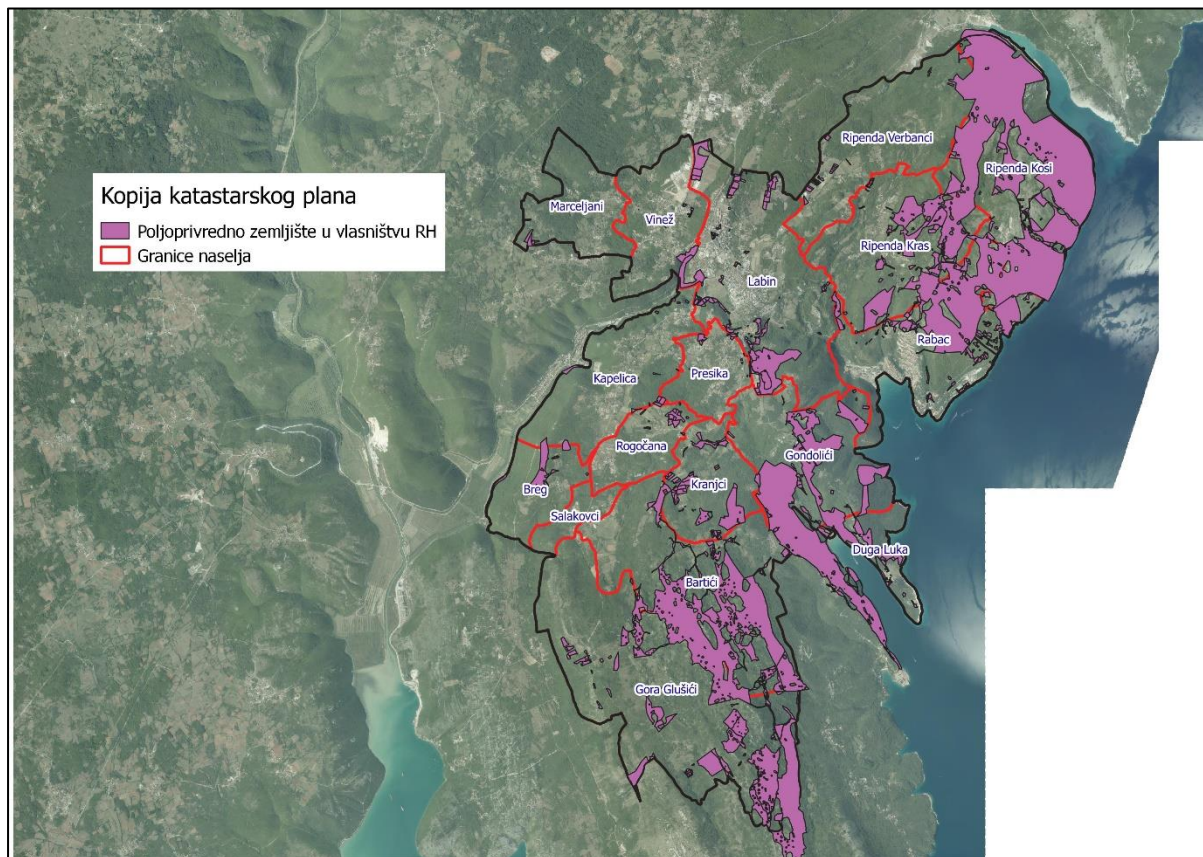 Kopija katastarskog plana
Poljoprivredno zemljište u vlasništvu RH
Granice naselja
Ripenda Verbanci
Ripenda Kosi
Marceljani
Vinež
Ripenda Kras
Labin
Rabac
Kapelica
Presika
Rogočana
Gondolići
Breg
Kranjci
Salakovci
Duga Luka
Bartići
Gora Glušići